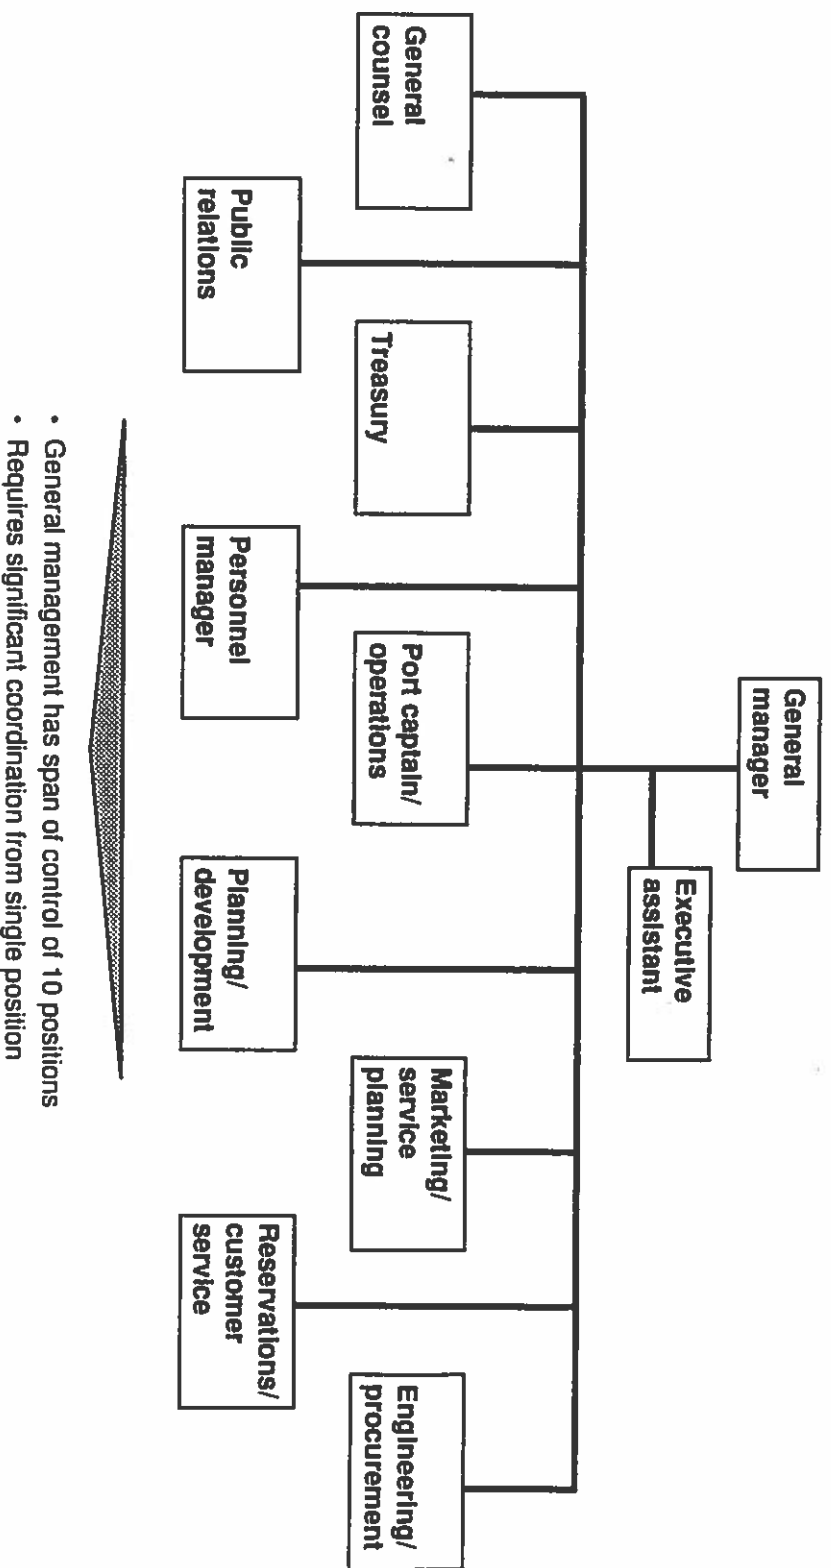 General
manager
Executive
assistant
General
counsel
Public
relations
Treasury
Personnel
manager
Port captain/
operations
Planning/
development
Marketing/
service
planning
Reservations/
customer
service
Engineering/
procurement
• General management has span of control of 10 positions
• Requires significant coordination from single position